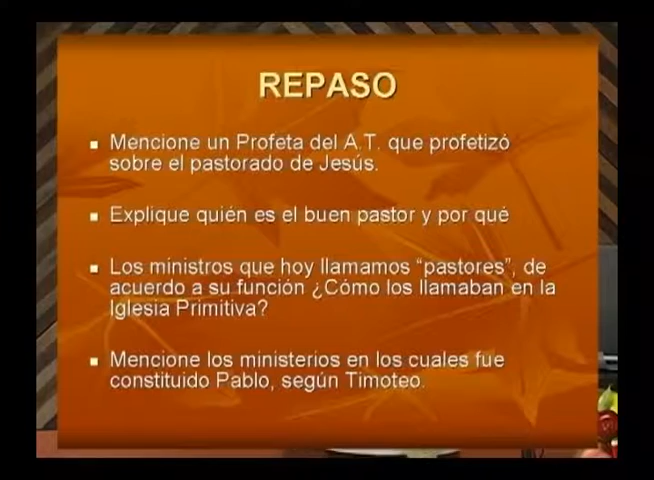 REPASO
Mencione un Profeta del A.T. que profetizó
sobre el pastorado de Jesús.
Explique quién es el buen pastor y por qué
Los ministros que hoy llamamos “pastores”, de
acuerdo a su función ¿Cómo los llamaban en la
Iglesia Primitiva?
Mencione los ministerios en los cuales fue
constituido Pablo, según Timoteo.